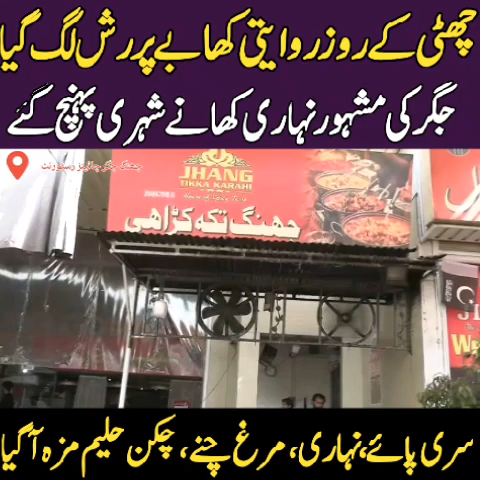 چھٹی کے روز روایتی کھابے پر رش لگ گیا
جگر کی مشہور نہاری کھانے شہری پہنچ گئے
JHANG
TIKKA KARAHI
جھنگ تکہ کڑاھی
سری پائے، نہاری، مرغ چنے، چکن حلیم مزہ آگیا